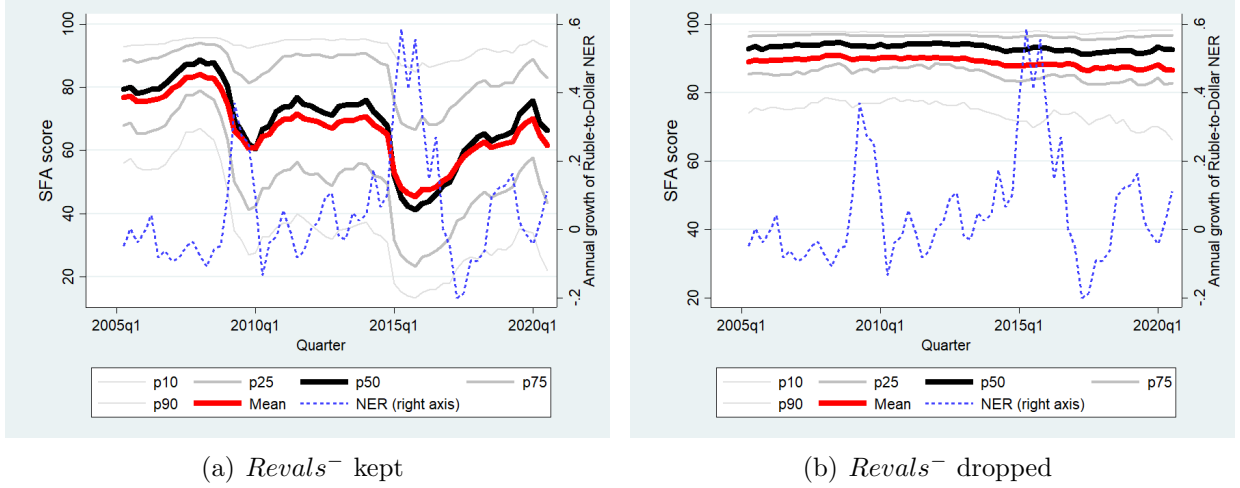 100
80
60
40
20
SFA score
.6
.4
.2
0
-.2
Annual growth of Ruble-to-Dollar NER
2005q1 2010q1 2015q1 2020q1
Quarter
p10 p25 p50 p75
p90 Mean NER (right axis)
(a) Revals⁻ kept
100
80
60
40
20
SFA score
.6
.4
.2
0
-.2
Annual growth of Ruble-to-Dollar NER
2005q1 2010q1 2015q1 2020q1
Quarter
p10 p25 p50 p75
p90 Mean NER (right axis)
(b) Revals⁻ dropped